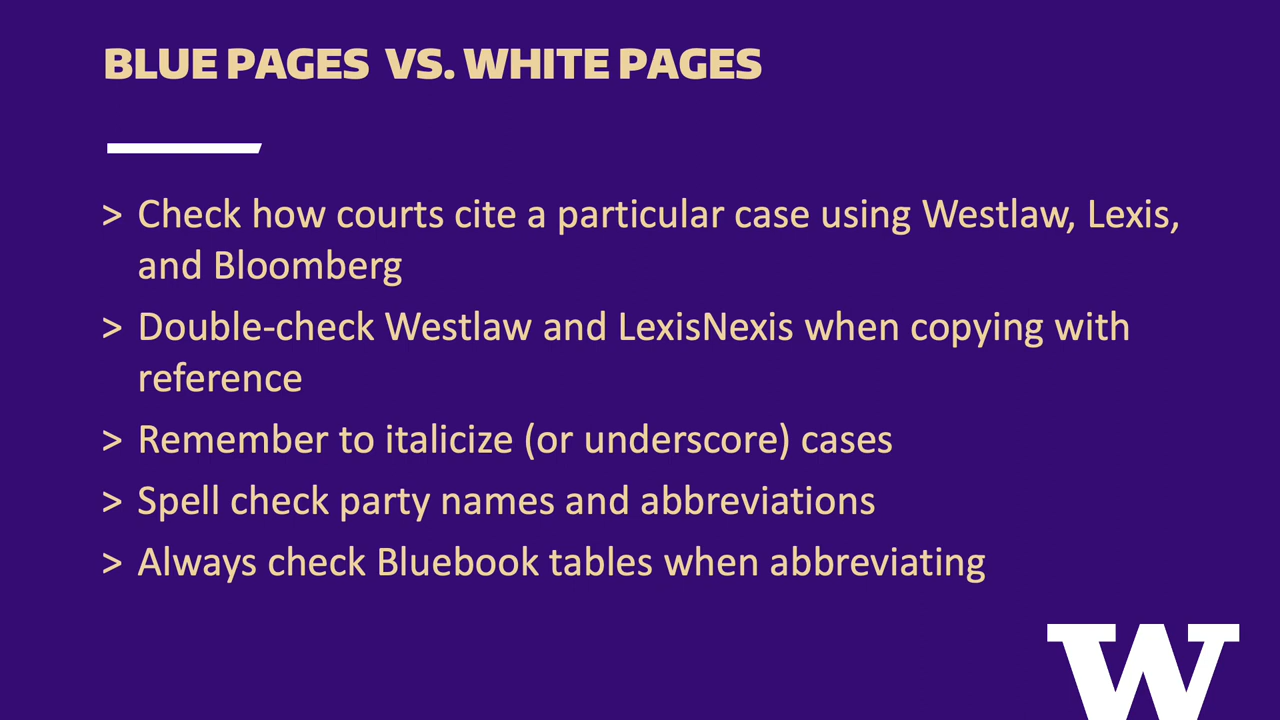 BLUE PAGES VS. WHITE PAGES
> Check how courts cite a particular case using Westlaw, Lexis,
and Bloomberg
> Double-check Westlaw and LexisNexis when copying with
reference
> Remember to italicize (or underscore) cases
> Spell check party names and abbreviations
> Always check Bluebook tables when abbreviating
W